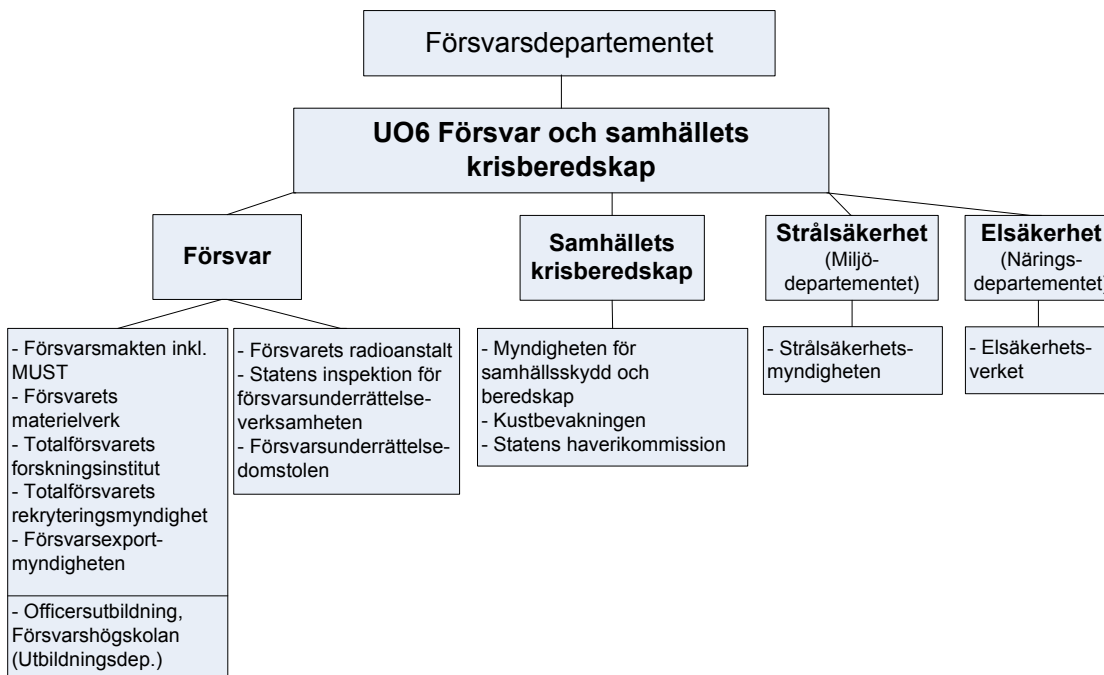 Försvarsdepartementet
UO6 Försvar och samhällets
krisberedskap
Försvar
Samhällets
krisberedskap
Strålsäkerhet
(Miljö-
departementet)
Elsäkerhet
(Närings-
departementet)
- Försvarsmakten inkl.
MUST
- Försvarets
materielverk
- Totalförsvarets
forskningsinstitut
- Totalförsvarets
rekryteringsmyndighet
- Försvarsexport-
myndigheten
- Officersutbildning,
Försvarshögskolan
(Utbildningsdep.)
- Försvarets radioanstalt
- Statens inspektion för
försvarsunderrättelse-
verksamheten
- Försvarsunderrättelse-
domstolen
- Myndigheten för
samhällsskydd och
beredskap
- Kustbevakningen
- Statens haverikommission
- Strålsäkerhets-
myndigheten
- Elsäkerhets-
verket